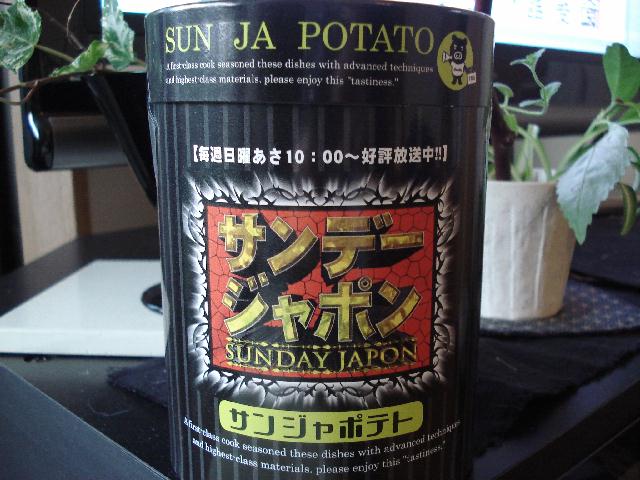 SUN JA POTATO
A first-class cook seasoned these dishes with advanced techniques
and highest-class materials. please enjoy this "tastiness."
【毎週日曜あさ10：00〜好評放送中!!】
サンデー
ジャポン
SUNDAY JAPON
サンジャポテト
A first-class cook seasoned these dishes with advanced techniques
and highest-class materials. please enjoy this "tastiness."